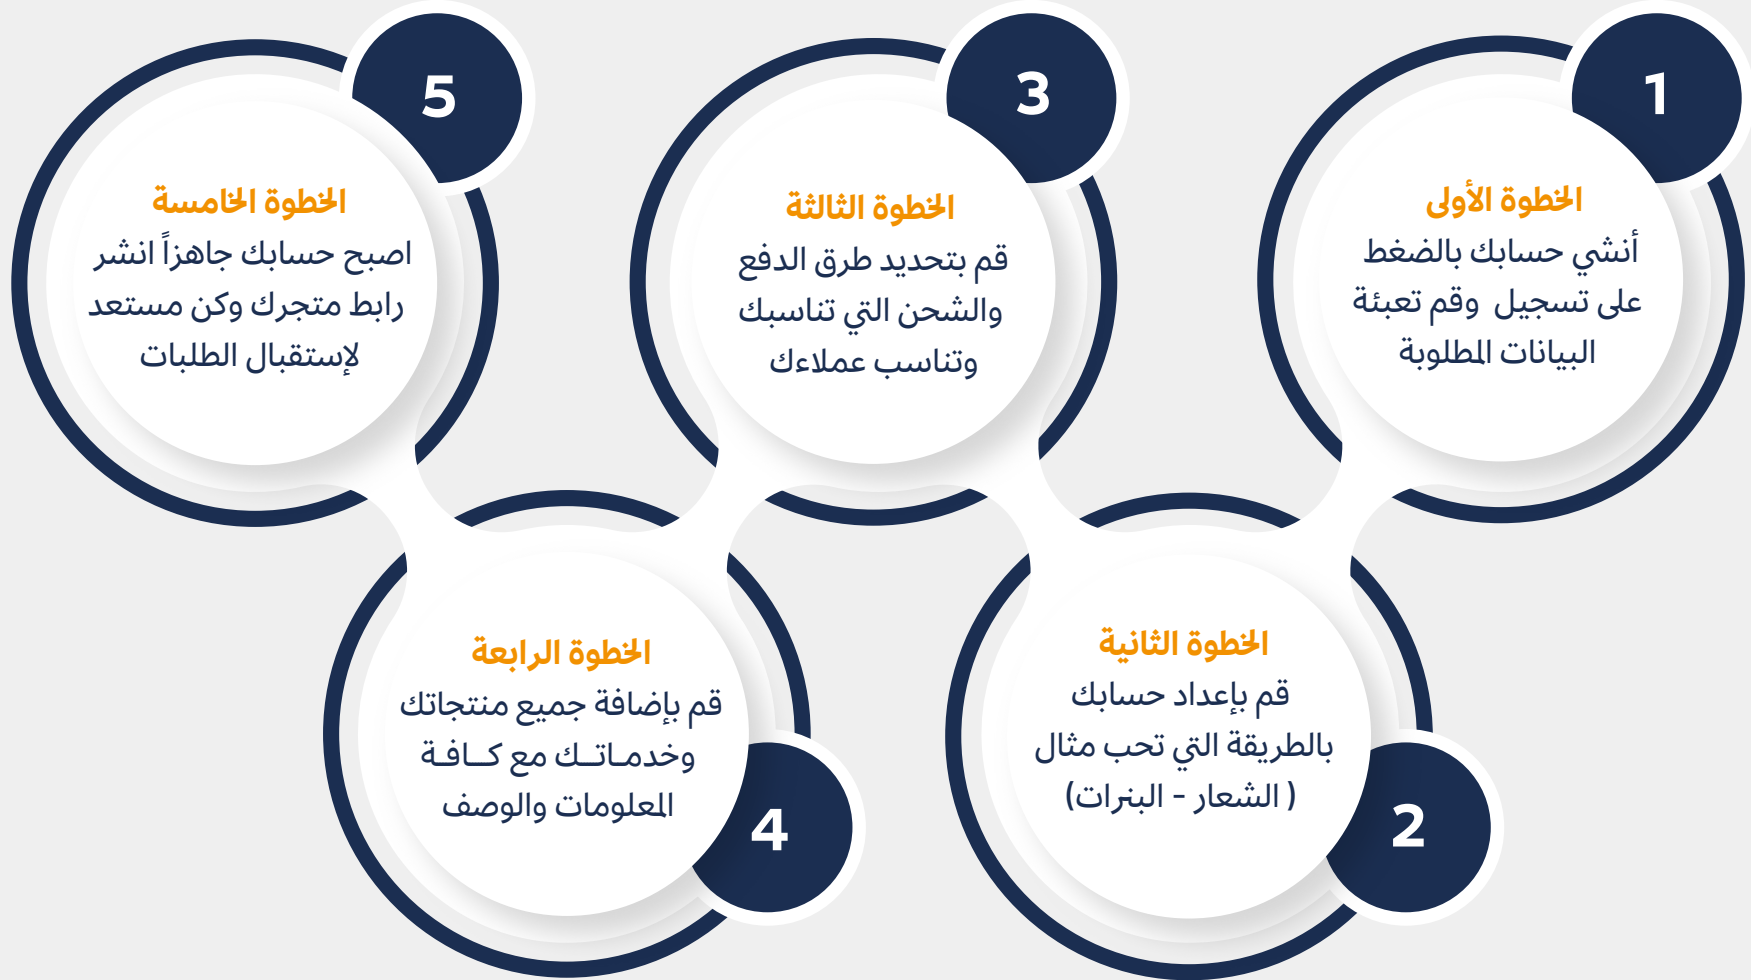 1
الخطوة الأولى
أنشي حسابك بالضغط
على تسجيل وقم تعبئة
البيانات المطلوبة
2
الخطوة الثانية
قم بإعداد حسابك
بالطريقة التي تحب مثال
( الشعار - البنرات)
3
الخطوة الثالثة
قم بتحديد طرق الدفع
والشحن التي تناسبك
وتناسب عملاءك
4
الخطوة الرابعة
قم بإضافة جميع منتجاتك
وخدمـاتــك مع كــافـة
المعلومات والوصف
5
الخطوة الخامسة
اصبح حسابك جاهزاً انشر
رابط متجرك وكن مستعد
لإستقبال الطلبات